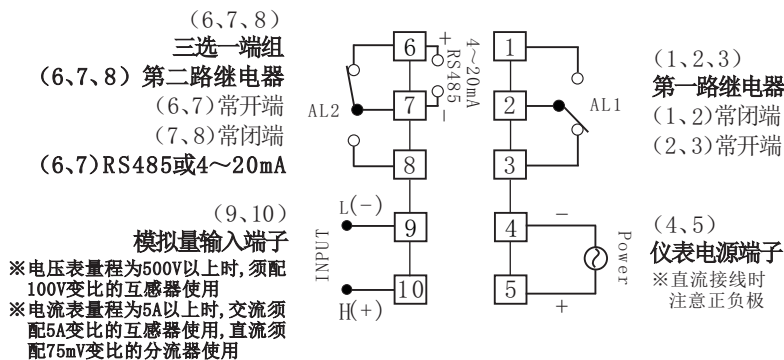 (6、7、8)
三选一端组
(6、7、8) 第二路继电器
(6、7)常开端
(7、8)常闭端
(6、7)RS485或4～20mA
(9、10)
模拟量输入端子
※电压表量程为500V以上时,须配
100V变比的互感器使用
※电流表量程为5A以上时,交流须
配5A变比的互感器使用,直流须
配75mV变比的分流器使用
AL2
6
7
8
+
-
RS485
4～20mA
L(-)
9
INPUT
H(+)
10
1
2
3
AL1
4
5
−
+
Power
(1、2、3)
第一路继电器
(1、2)常闭端
(2、3)常开端
(4、5)
仪表电源端子
※直流接线时
注意正负极